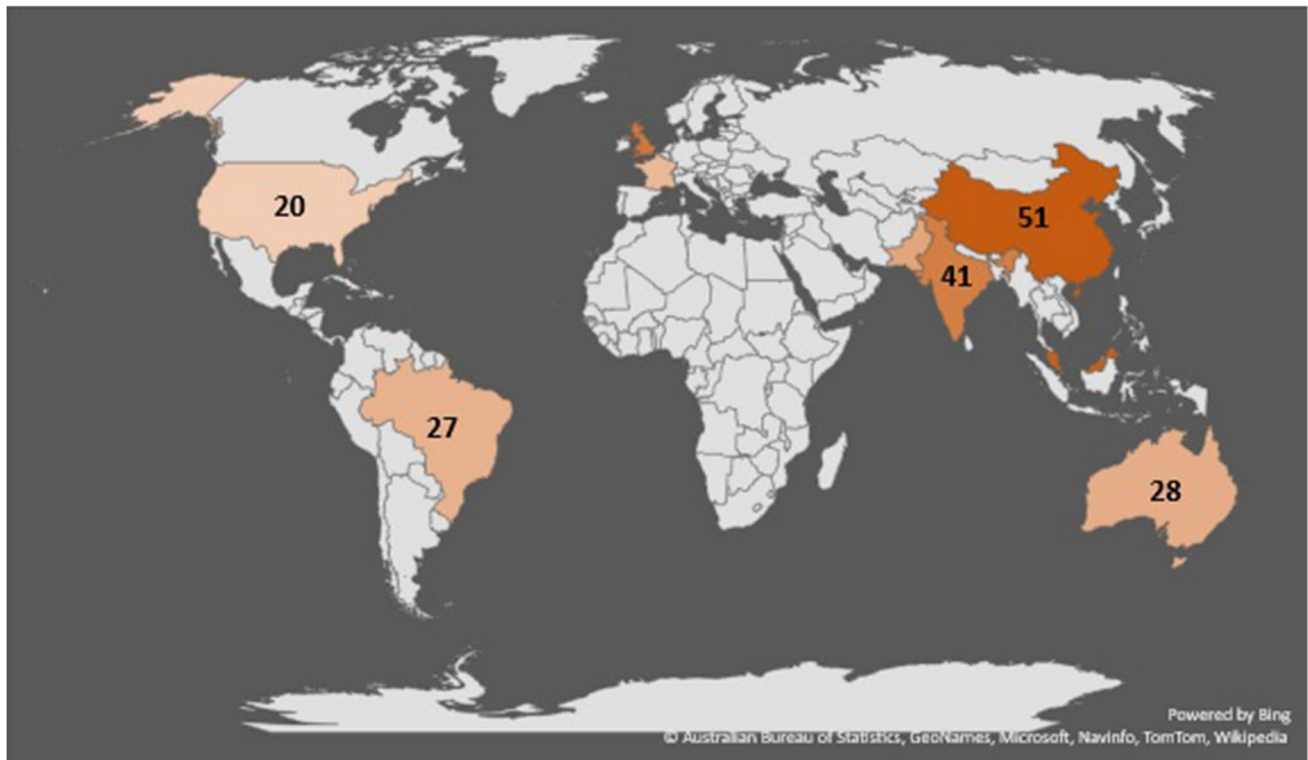 20
51
41
27
28
Powered by Bing
© Australian Bureau of Statistics, GeoNames, Microsoft, Navinfo, TomTom, Wikipedia